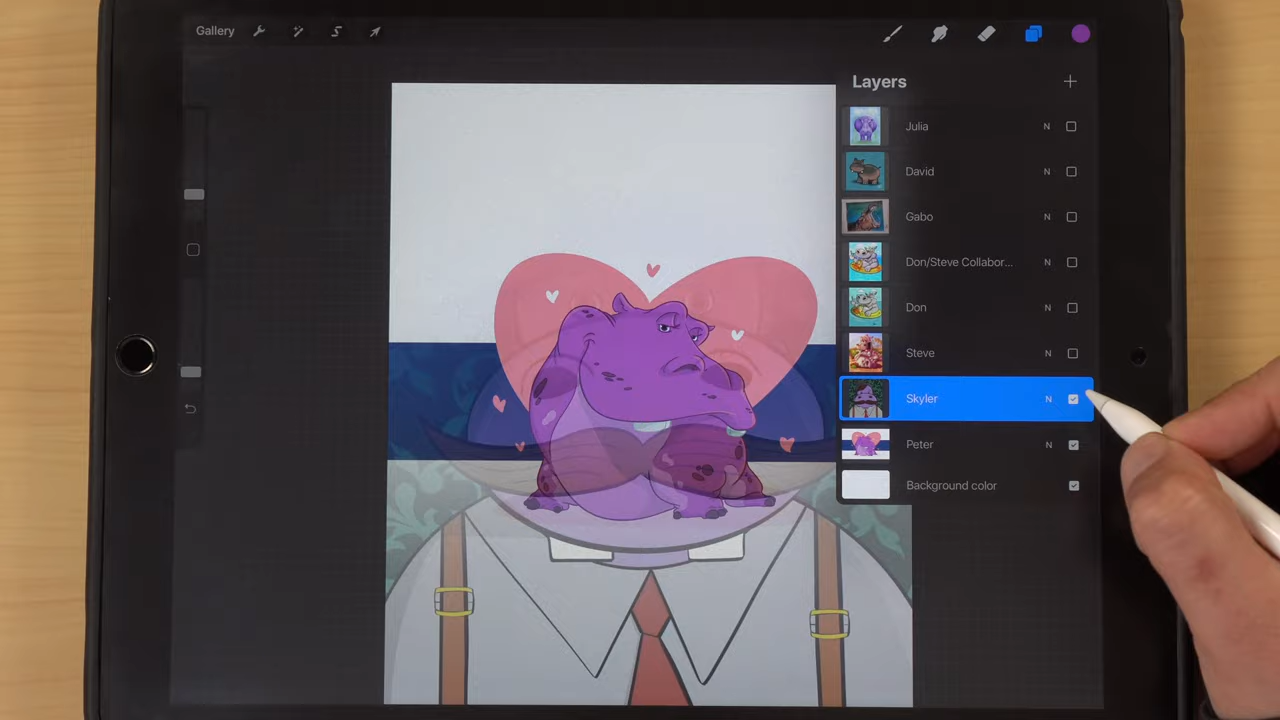 Gallery
Layers
Julia N
David N
Gabo N
Don/Steve Collabor... N
Don N
Steve N
Skyler N
Peter N
Background color